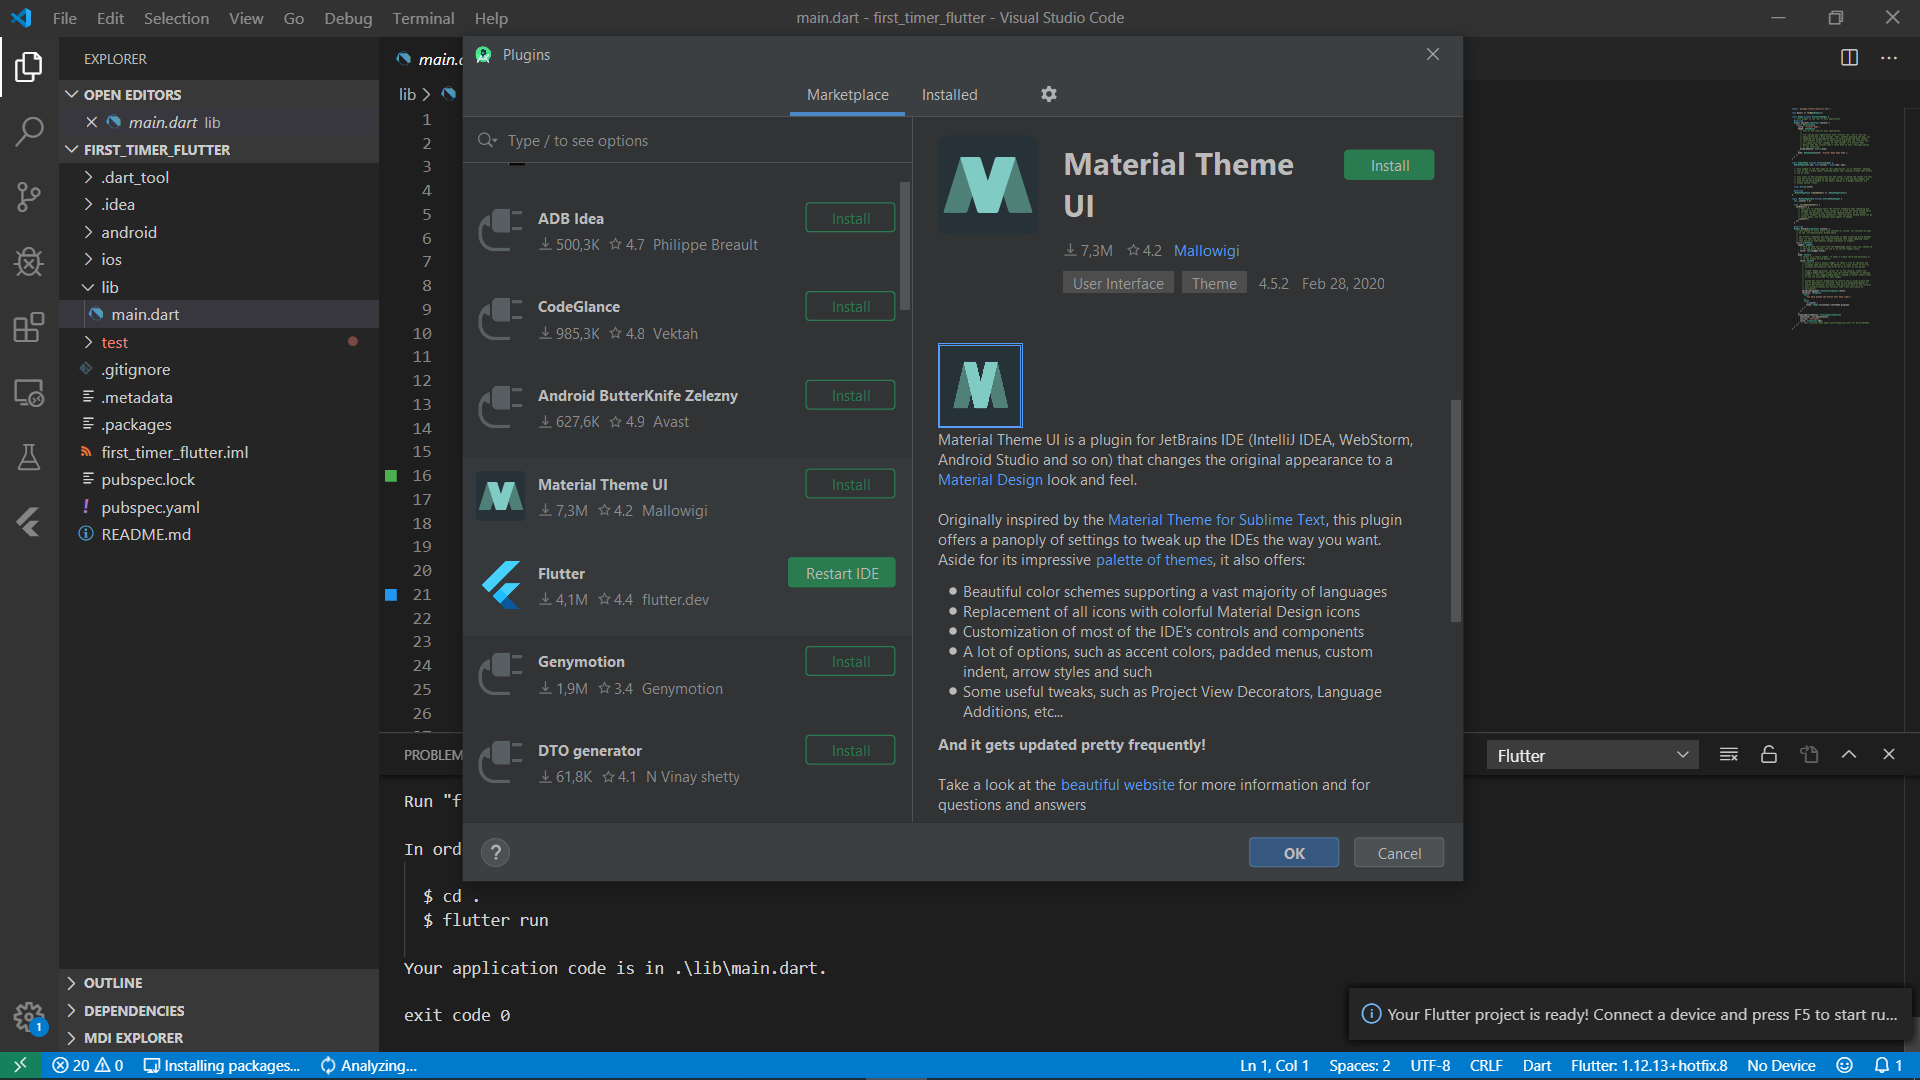 File Edit Selection View Go Debug Terminal Help
main.dart - first_timer_flutter - Visual Studio Code
EXPLORER
OPEN EDITORS
main.dart lib
FIRST_TIMER_FLUTTER
.dart_tool
.idea
android
ios
lib
main.dart
test
.gitignore
.metadata
.packages
first_timer_flutter.iml
pubspec.lock
pubspec.yaml
README.md
OUTLINE
DEPENDENCIES
MDI EXPLORER
main.
lib
1
2
3
4
5
6
7
8
9
10
11
12
13
14
15
16
17
18
19
20
21
22
23
24
25
26
Plugins
Marketplace Installed
Type / to see options
ADB Idea
Install
500,3K 4.7 Philippe Breault
CodeGlance
Install
985,3K 4.8 Vektah
Android ButterKnife Zelezny
Install
627,6K 4.9 Avast
Material Theme UI
Install
7,3M 4.2 Mallowigi
Flutter
Restart IDE
4,1M 4.4 flutter.dev
Genymotion
Install
1,9M 3.4 Genymotion
DTO generator
Install
61,8K 4.1 N Vinay shetty
Material Theme
UI
Install
7,3M 4.2 Mallowigi
User Interface Theme 4.5.2 Feb 28, 2020
Material Theme UI is a plugin for JetBrains IDE (IntelliJ IDEA, WebStorm,
Android Studio and so on) that changes the original appearance to a
Material Design look and feel.
Originally inspired by the Material Theme for Sublime Text, this plugin
offers a panoply of settings to tweak up the IDEs the way you want.
Aside for its impressive palette of themes, it also offers:
Beautiful color schemes supporting a vast majority of languages
Replacement of all icons with colorful Material Design icons
Customization of most of the IDE's controls and components
A lot of options, such as accent colors, padded menus, custom
indent, arrow styles and such
Some useful tweaks, such as Project View Decorators, Language
Additions, etc...
And it gets updated pretty frequently!
Take a look at the beautiful website for more information and for
questions and answers
?
OK
Cancel
PROBLEM
Flutter
Run "f
In ord
$ cd .
$ flutter run
Your application code is in .\lib\main.dart.
exit code 0
Your Flutter project is ready! Connect a device and press F5 to start ru...
1
20 0 Installing packages... Analyzing...
Ln 1, Col 1 Spaces: 2 UTF-8 CRLF Dart Flutter: 1.12.13+hotfix.8 No Device 1